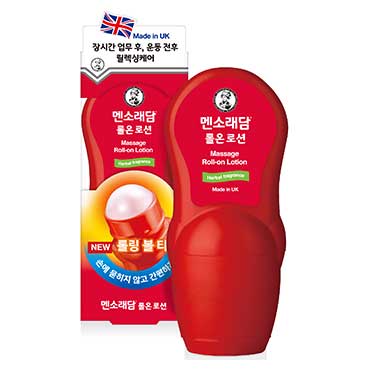 Made in UK
장시간 업무 후, 운동 전후
릴렉싱케어
멘소래담
롤온 로션
Massage
Roll-on Lotion
Herbal fragrance
NEW 롤링 볼 타
손에 묻히지 않고 간편하
멘소래담 롤온 로션
멘소래담
롤온 로션
Massage
Roll-on Lotion
Herbal fragrance
Made in UK